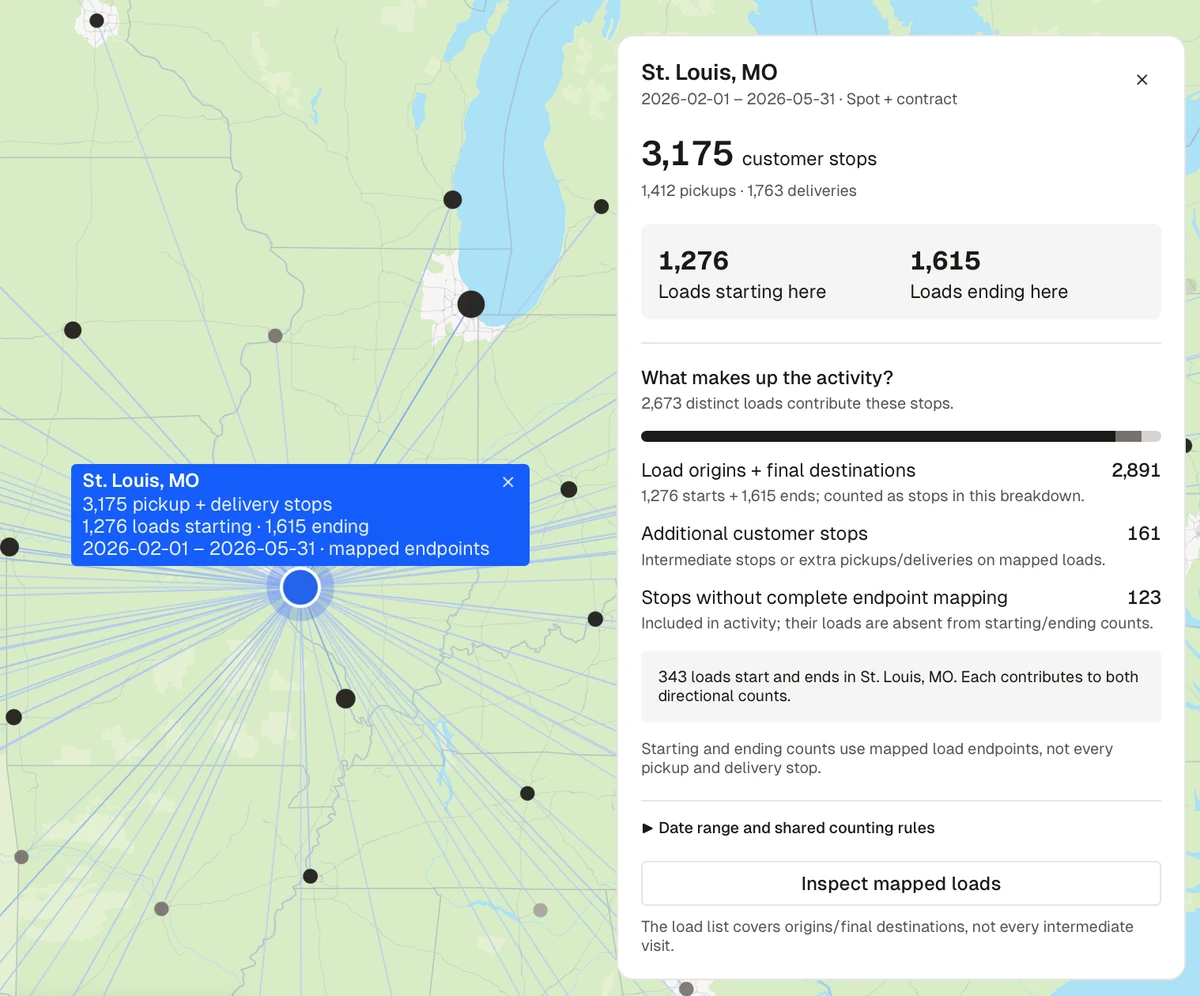 St. Louis, MO
3,175 pickup + delivery stops
1,276 loads starting · 1,615 ending
2026-02-01 – 2026-05-31 · mapped endpoints
St. Louis, MO
2026-02-01 – 2026-05-31 · Spot + contract
3,175 customer stops
1,412 pickups · 1,763 deliveries
1,276 1,615
Loads starting here Loads ending here
What makes up the activity?
2,673 distinct loads contribute these stops.
Load origins + final destinations 2,891
1,276 starts + 1,615 ends; counted as stops in this breakdown.
Additional customer stops 161
Intermediate stops or extra pickups/deliveries on mapped loads.
Stops without complete endpoint mapping 123
Included in activity; their loads are absent from starting/ending counts.
343 loads start and ends in St. Louis, MO. Each contributes to both
directional counts.
Starting and ending counts use mapped load endpoints, not every
pickup and delivery stop.
Date range and shared counting rules
Inspect mapped loads
The load list covers origins/final destinations, not every intermediate
visit.